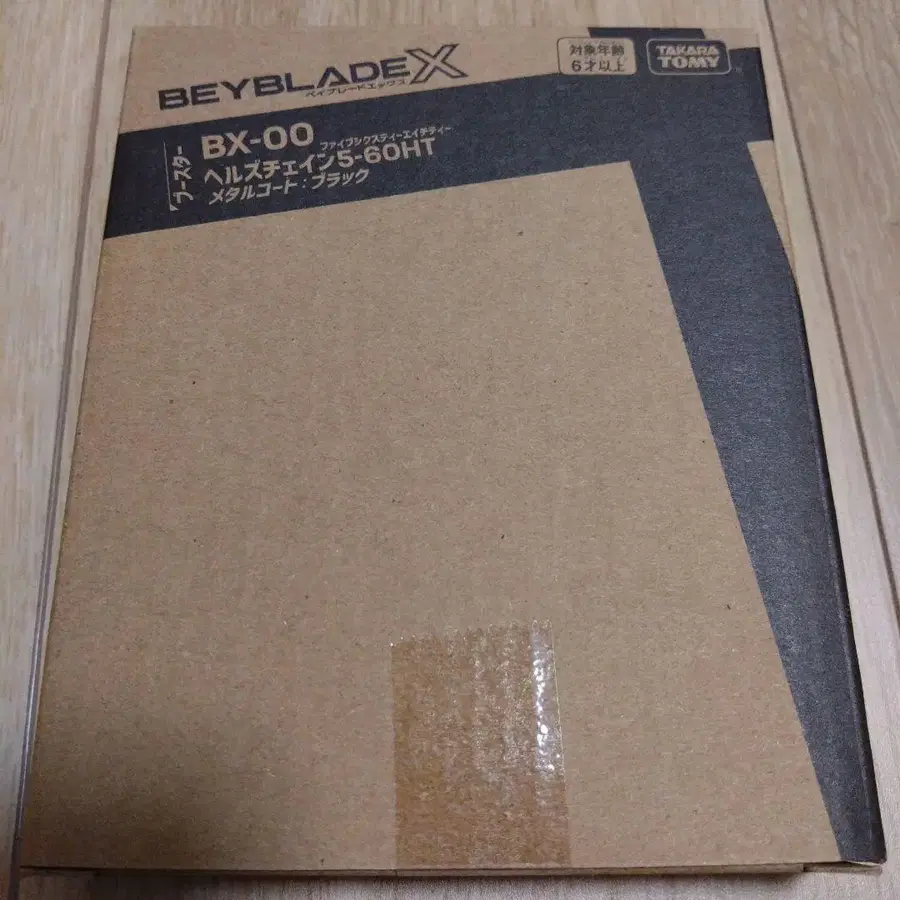 BEYBLADE X
ベイブレードエックス
対象年齢
6才以上
TAKARA
TOMY
ブースター
BX-00
ファイブシックスティーエイチティー
ヘルズチェイン5-60HT
メタルコート：ブラック